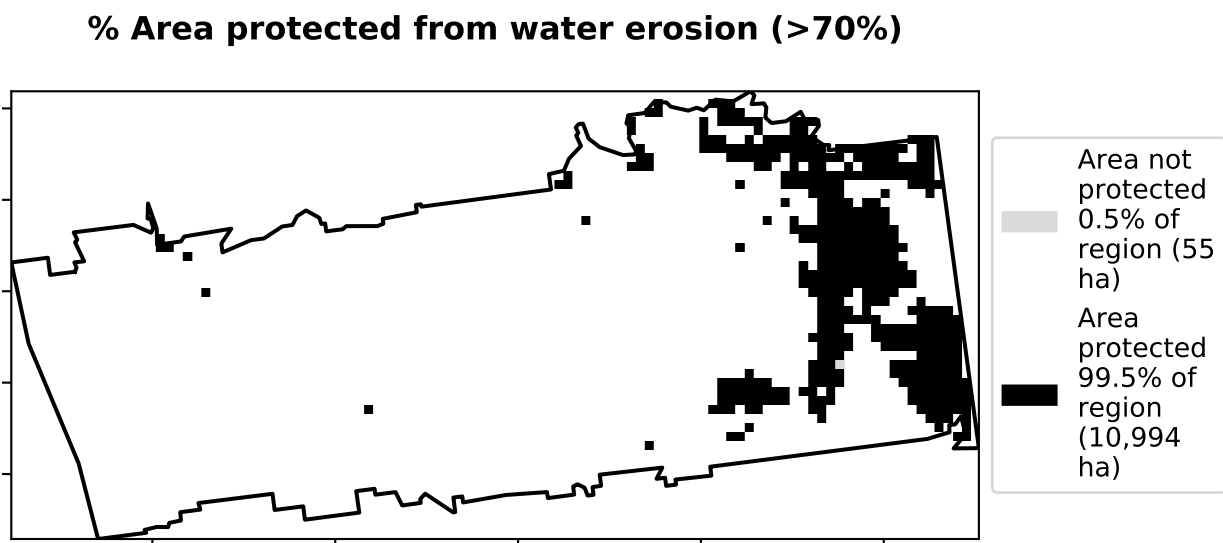 % Area protected from water erosion (>70%)
Area not
protected
0.5% of
region (55
ha)
Area
protected
99.5% of
region
(10,994
ha)